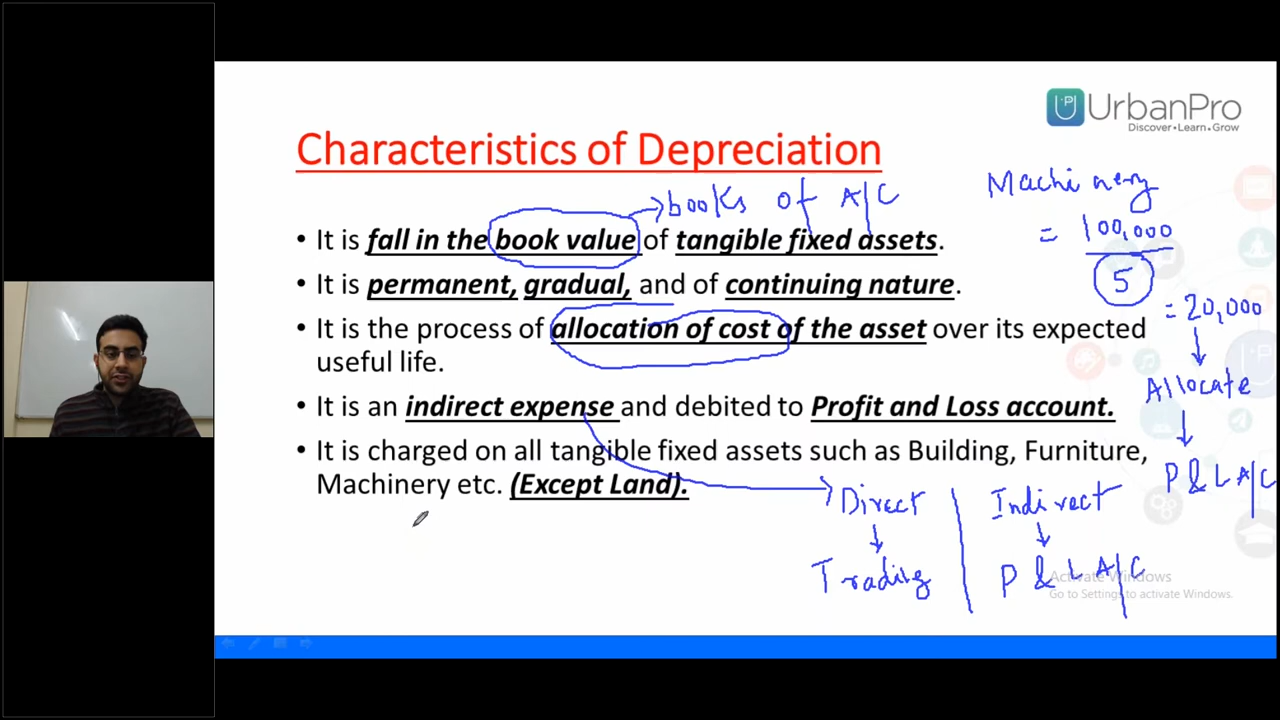 UrbanPro
Discover • Learn • Grow
Characteristics of Depreciation
books of A/C
Machinery
= 100,000
5
= 20,000
Allocate
P & L A/C
• It is fall in the book value of tangible fixed assets.
• It is permanent, gradual, and of continuing nature.
• It is the process of allocation of cost of the asset over its expected
useful life.
• It is an indirect expense and debited to Profit and Loss account.
• It is charged on all tangible fixed assets such as Building, Furniture,
Machinery etc. (Except Land).
Direct | Indirect
Trading | P & L A/C
Activate Windows
Go to Settings to activate Windows.